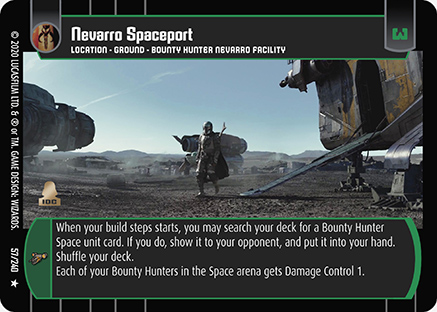 Nevarro Spaceport
LOCATION - GROUND - BOUNTY HUNTER NEVARRO FACILITY
© 2020 LUCASFILM LTD. & ® or TM. GAME DESIGN: WIZARDS.
57/240
100
When your build steps starts, you may search your deck for a Bounty Hunter
Space unit card. If you do, show it to your opponent, and put it into your hand.
Shuffle your deck.
Each of your Bounty Hunters in the Space arena gets Damage Control 1.